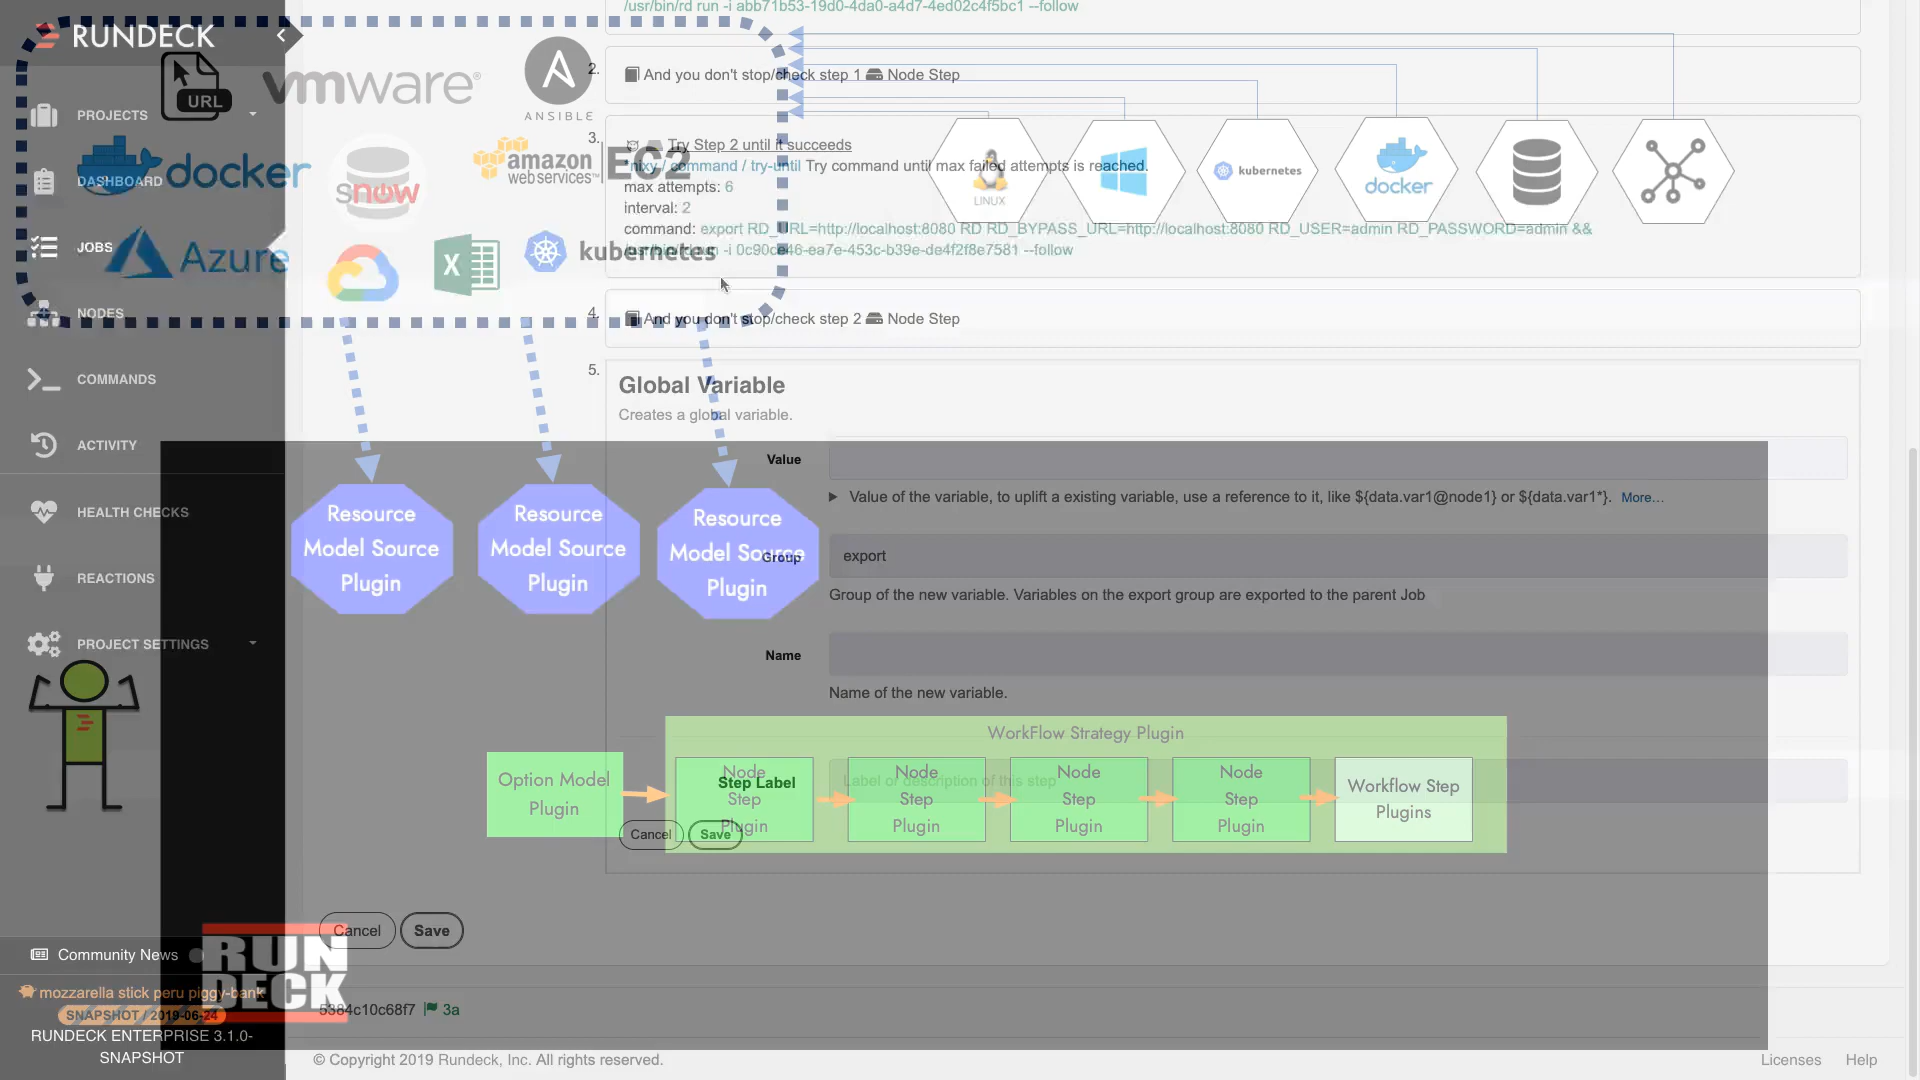 /usr/bin/rd run -i abb71b53-19d0-4da0-a4d7-4ed02c4f5bc1 --follow
RUNDECK
URL
vmware®
ANSIBLE
2. And you don't stop/check step 1 Node Step
PROJECTS
3. Try Step 2 until it succeeds
nixy / command / try-until Try command until max failed attempts is reached.
max attempts: 6
interval: 2
command: export RD_URL=http://localhost:8080 RD RD_BYPASS_URL=http://localhost:8080 RD_USER=admin RD_PASSWORD=admin &&
/usr/bin/rd run -i 0c90ce46-ea7e-453c-b39e-de4f2f8e7581 --follow
amazon
web services™
EC2
docker
snow
DASHBOARD
LINUX
kubernetes
docker
JOBS
Azure
X
kubernetes
NODES
4. And you don't stop/check step 2 Node Step
5.
COMMANDS
Global Variable
Creates a global variable.
ACTIVITY
Value
Value of the variable, to uplift a existing variable, use a reference to it, like ${data.var1@node1} or ${data.var1*}. More...
HEALTH CHECKS
Resource
Model Source
Plugin
Resource
Model Source
Plugin
Resource
Model Source
Plugin
Group
export
Group of the new variable. Variables on the export group are exported to the parent Job
REACTIONS
PROJECT SETTINGS
Name
Name of the new variable.
WorkFlow Strategy Plugin
Option Model
Plugin
Node
Step
Plugin
Node
Step
Plugin
Node
Step
Plugin
Node
Step
Plugin
Workflow Step
Plugins
Step Label
Label or description of this step
Cancel
Save
Cancel
Save
Community News
RUN
DECK
mozzarella stick peru piggy-bank
SNAPSHOT / 2019-06-24
RUNDECK ENTERPRISE 3.1.0-
SNAPSHOT
5384c10c68f7 3a
© Copyright 2019 Rundeck, Inc. All rights reserved.
Licenses
Help